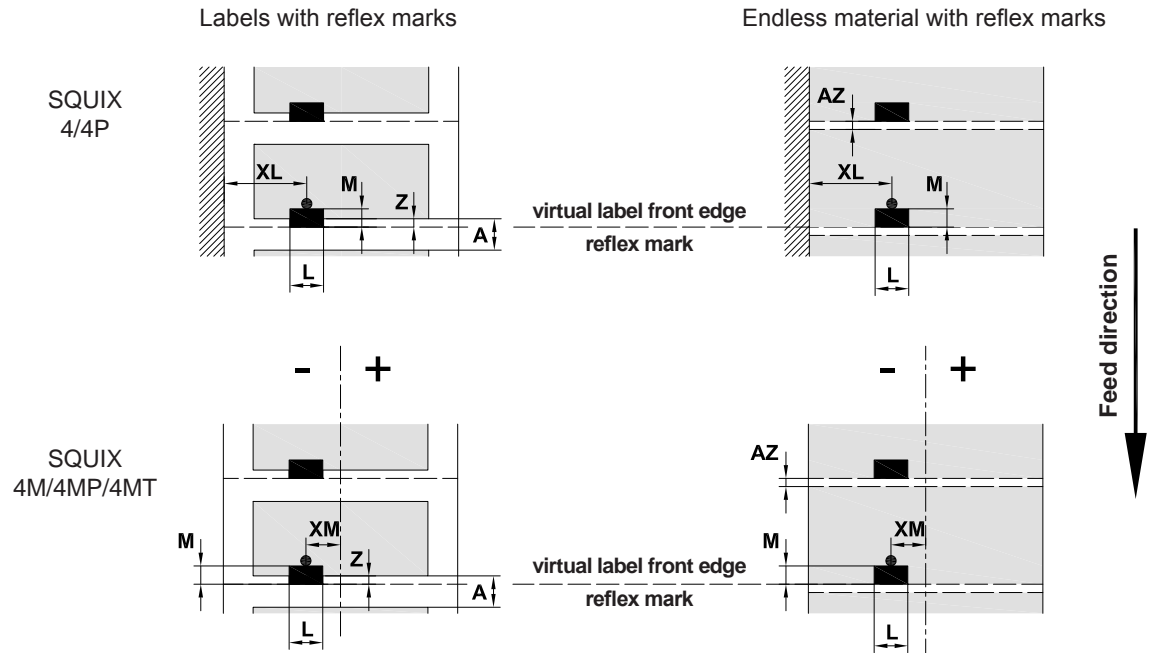 Labels with reflex marks
Endless material with reflex marks
SQUIX
4/4P
XL
M
Z
A
L
virtual label front edge
reflex mark
AZ
XL
M
L
Feed direction
- +
- +
SQUIX
4M/4MP/4MT
M
XM
Z
A
L
virtual label front edge
reflex mark
AZ
XM
M
L